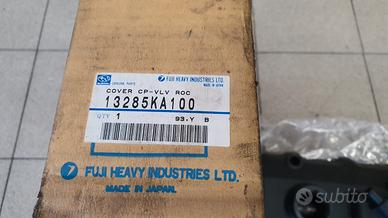 GENUINE PARTS
FUJI HEAVY INDUSTRIES LTD.
MADE IN JAPAN
COVER CP-VLV ROC
13285KA100
QTY 1 93.Y B
FUJI HEAVY INDUSTRIES LTD.
MADE IN JAPAN.
subito